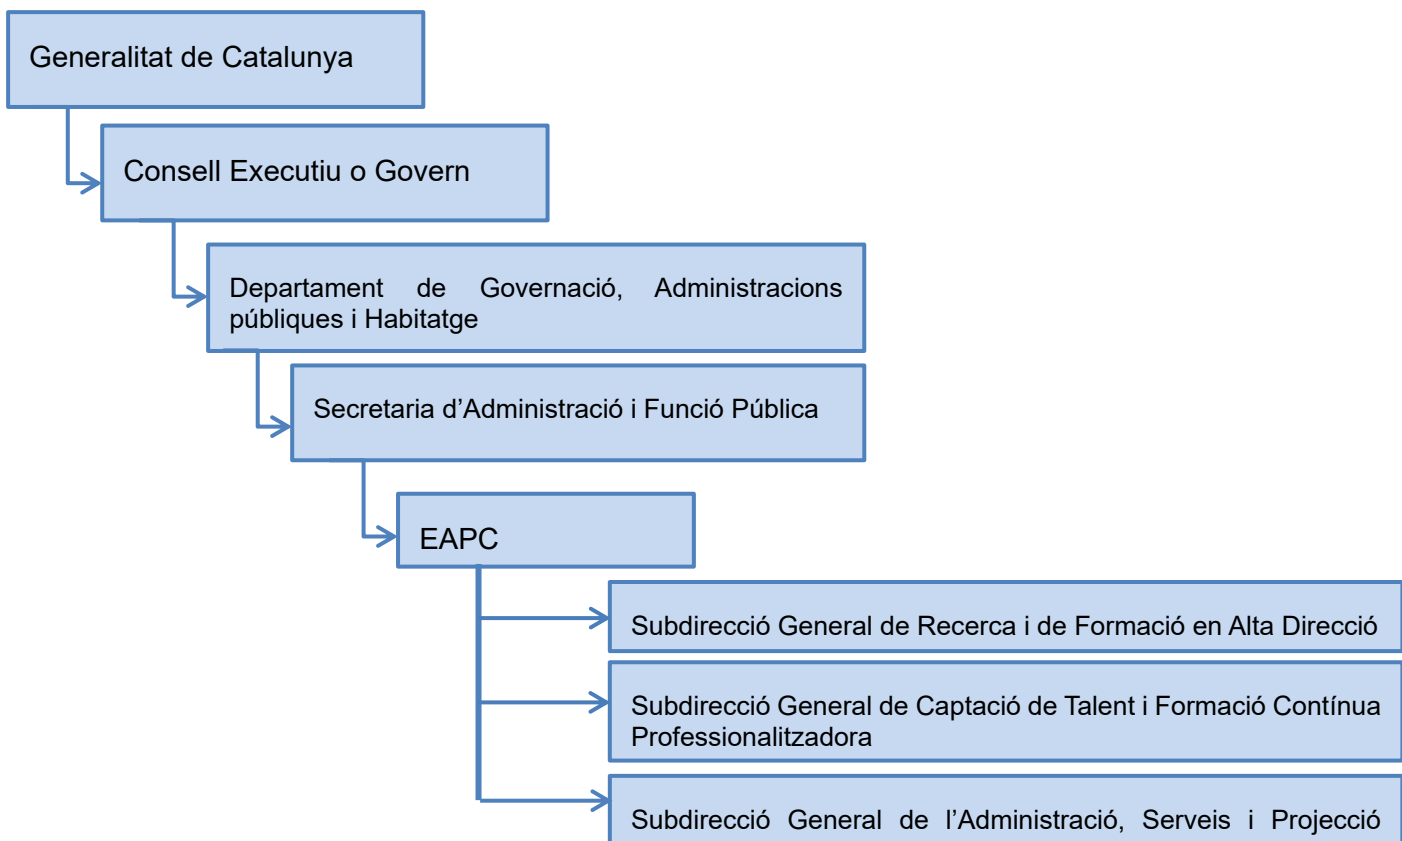 Generalitat de Catalunya
Consell Executiu o Govern
Departament de Governació, Administracions
públiques i Habitatge
Secretaria d’Administració i Funció Pública
EAPC
Subdirecció General de Recerca i de Formació en Alta Direcció
Subdirecció General de Captació de Talent i Formació Contínua
Professionalitzadora
Subdirecció General de l’Administració, Serveis i Projecció